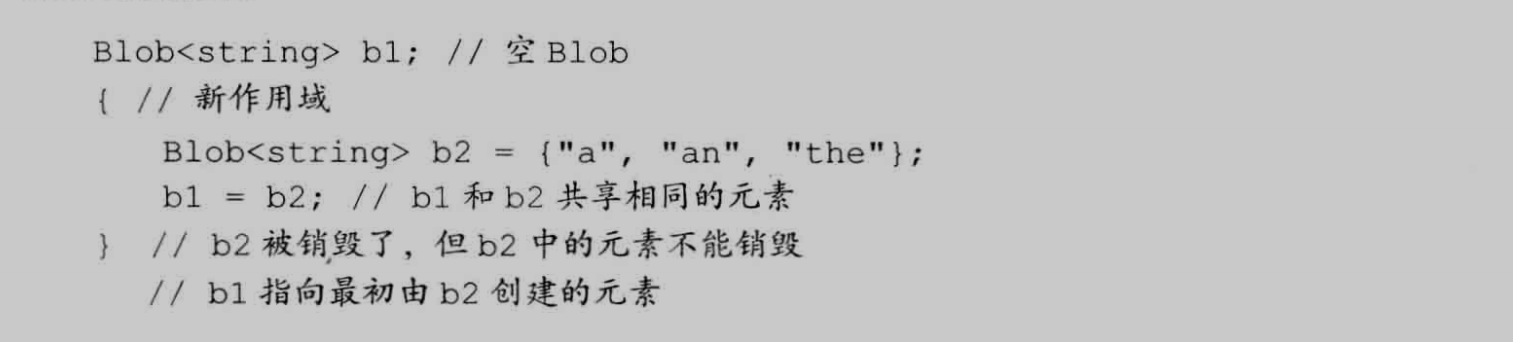 Blob<string> b1; // 空 Blob
{ // 新作用域
Blob<string> b2 = {"a", "an", "the"};
b1 = b2; // b1 和 b2 共享相同的元素
} // b2 被销毁了，但 b2 中的元素不能销毁
// b1 指向最初由 b2 创建的元素